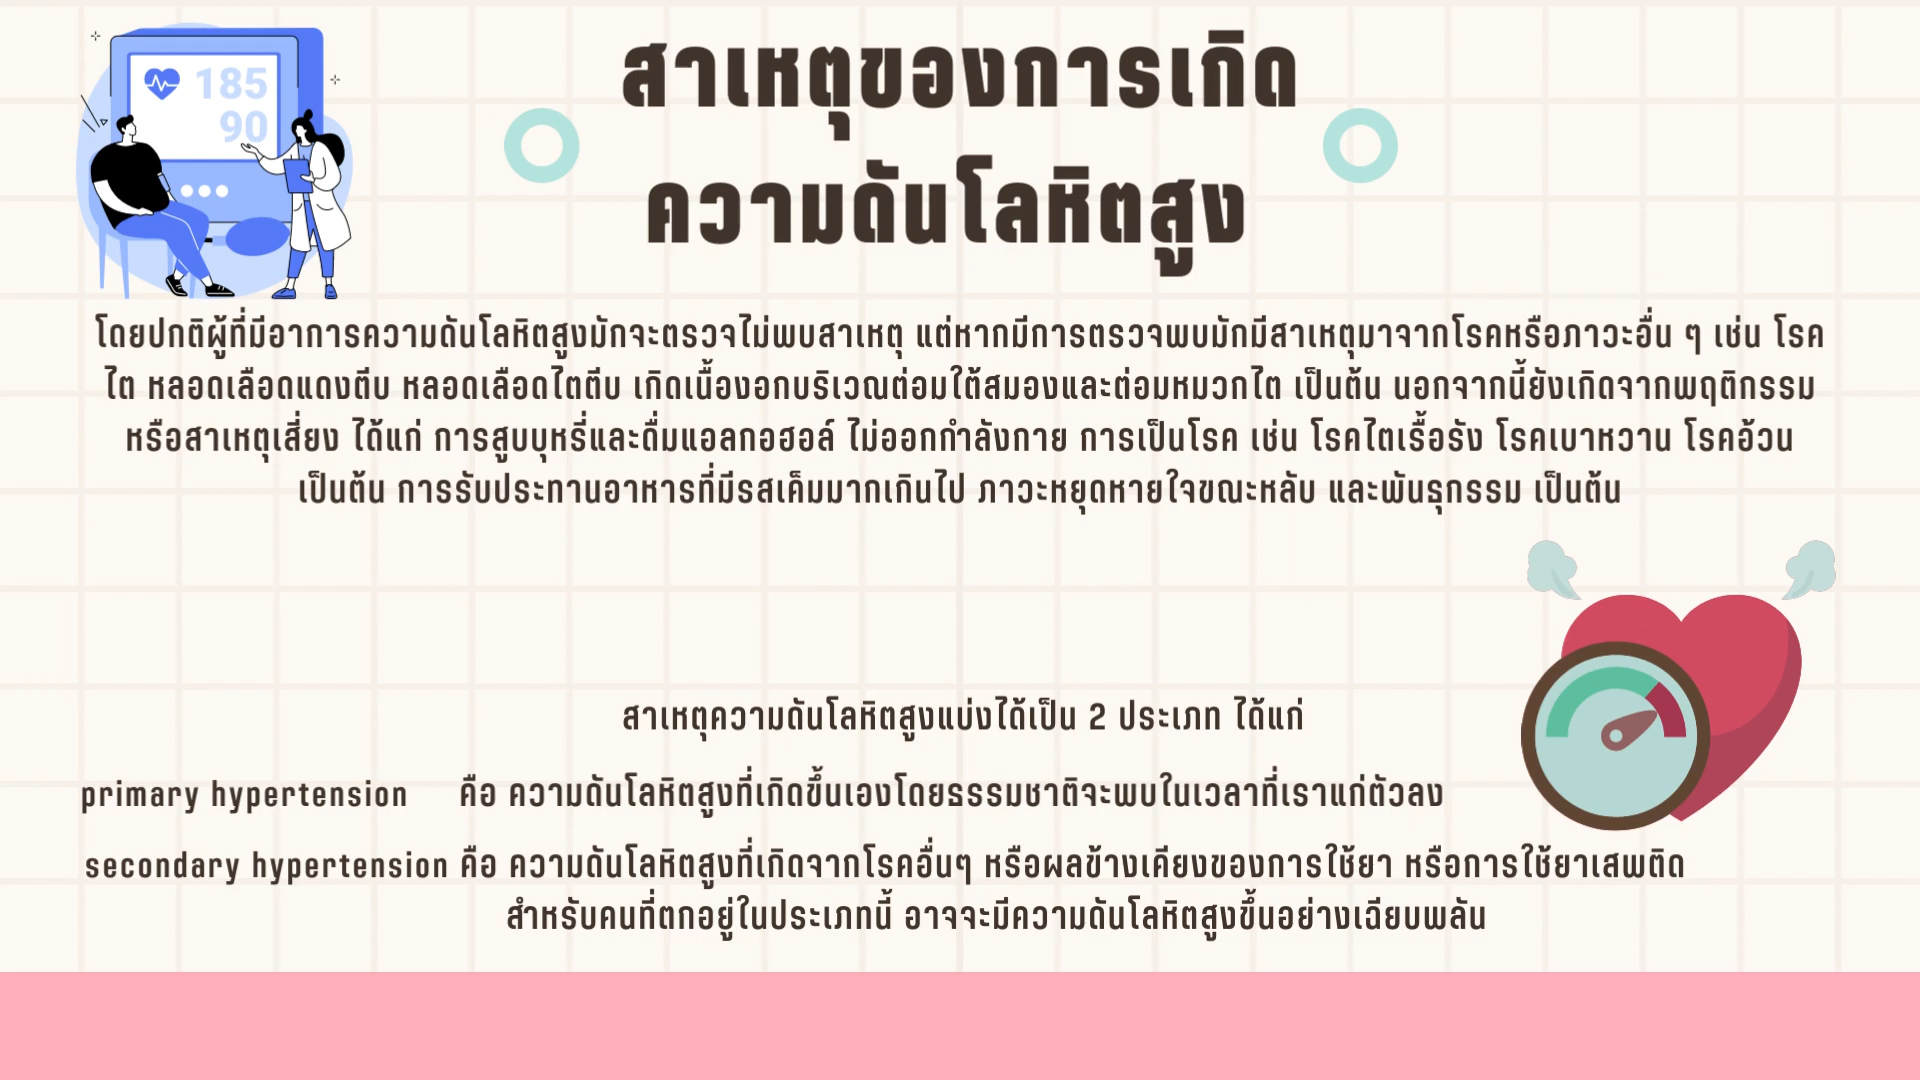 185
90
สาเหตุของการเกิด
ความดันโลหิตสูง
โดยปกติผู้ที่มีอาการความดันโลหิตสูงมักจะตรวจไม่พบสาเหตุ แต่หากมีการตรวจพบมักมีสาเหตุมาจากโรคหรือภาวะอื่น ๆ เช่น โรค
ไต หลอดเลือดแดงตีบ หลอดเลือดไตตีบ เกิดเนื้องอกบริเวณต่อมใต้สมองและต่อมหมวกไต เป็นต้น นอกจากนี้ยังเกิดจากพฤติกรรม
หรือสาเหตุเสี่ยง ได้แก่ การสูบบุหรี่และดื่มแอลกอฮอล์ ไม่ออกกำลังกาย การเป็นโรค เช่น โรคไตเรื้อรัง โรคเบาหวาน โรคอ้วน
เป็นต้น การรับประทานอาหารที่มีรสเค็มมากเกินไป ภาวะหยุดหายใจขณะหลับ และพันธุกรรม เป็นต้น
สาเหตุความดันโลหิตสูงแบ่งได้เป็น 2 ประเภท ได้แก่
primary hypertension คือ ความดันโลหิตสูงที่เกิดขึ้นเองโดยธรรมชาติจะพบในเวลาที่เราแก่ตัวลง
secondary hypertension คือ ความดันโลหิตสูงที่เกิดจากโรคอื่นๆ หรือผลข้างเคียงของการใช้ยา หรือการใช้ยาเสพติด
สำหรับคนที่ตกอยู่ในประเภทนี้ อาจจะมีความดันโลหิตสูงขึ้นอย่างเฉียบพลัน